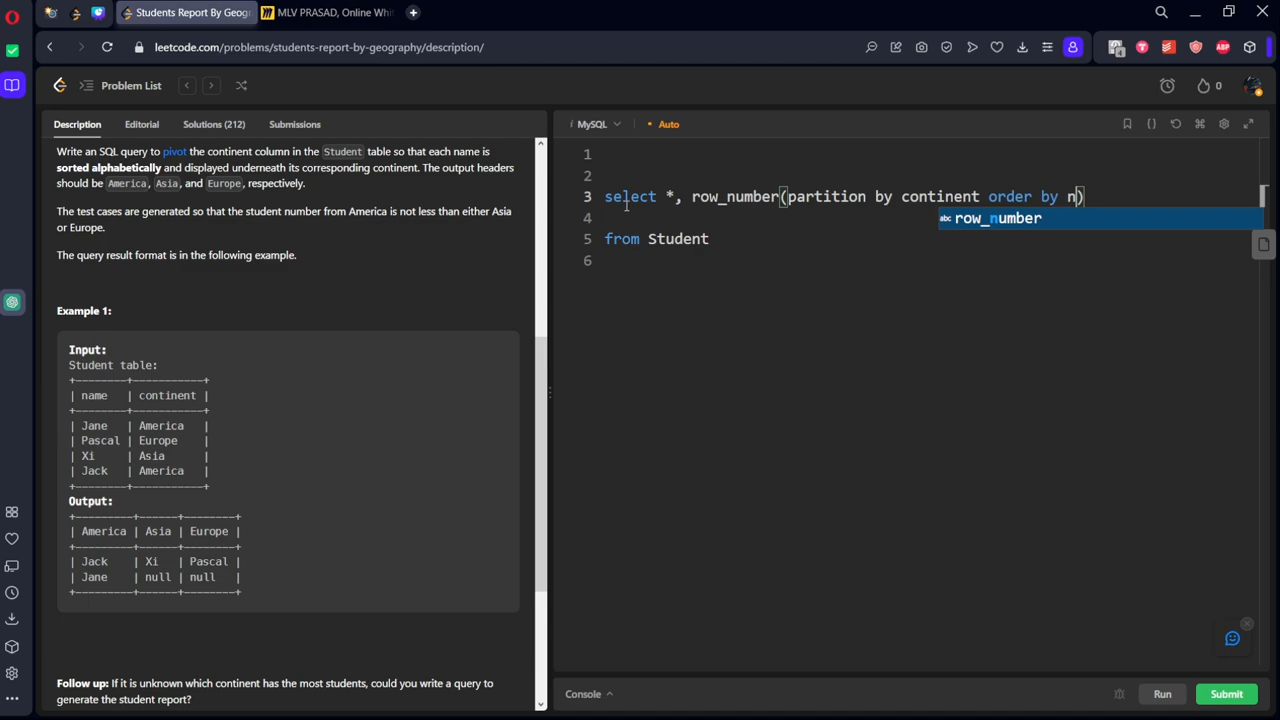 Students Report By Geogr
MLV PRASAD, Online Whit
leetcode.com/problems/students-report-by-geography/description/
4
ABP
Problem List
0
Description
Editorial
Solutions (212)
Submissions
MySQL
Auto
Write an SQL query to pivot the continent column in the Student table so that each name is
sorted alphabetically and displayed underneath its corresponding continent. The output headers
should be America, Asia, and Europe, respectively.
The test cases are generated so that the student number from America is not less than either Asia
or Europe.
The query result format is in the following example.
Example 1:
Input:
Student table:
+--------+-----------+
| name   | continent |
+--------+-----------+
| Jane   | America   |
| Pascal | Europe    |
| Xi     | Asia      |
| Jack   | America   |
+--------+-----------+
Output:
+---------+------+--------+
| America | Asia | Europe |
+---------+------+--------+
| Jack    | Xi   | Pascal |
| Jane    | null | null   |
+---------+------+--------+
Follow up: If it is unknown which continent has the most students, could you write a query to
generate the student report?
1
2
3 select *, row_number(partition by continent order by n)
abc row_number
4
5 from Student
6
Console
Run
Submit